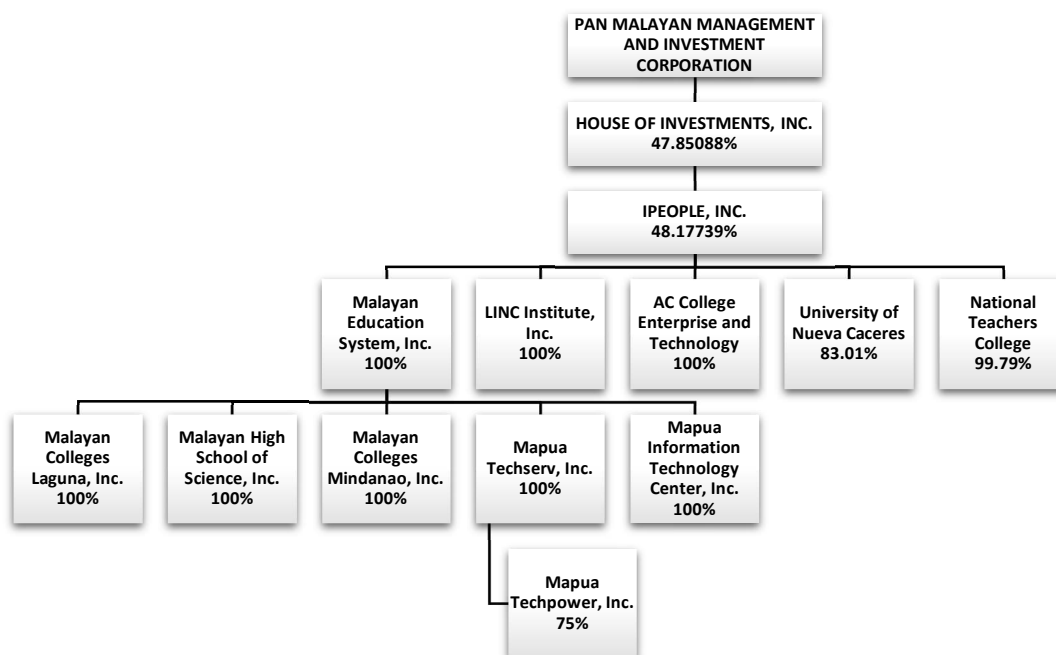 PAN MALAYAN MANAGEMENT
AND INVESTMENT
CORPORATION
HOUSE OF INVESTMENTS, INC.
47.85088%
IPEOPLE, INC.
48.17739%
Malayan
Education
System, Inc.
100%
LINC Institute,
Inc.
100%
AC College
Enterprise and
Technology
100%
University of
Nueva Caceres
83.01%
National
Teachers
College
99.79%
Malayan
Colleges
Laguna, Inc.
100%
Malayan High
School of
Science, Inc.
100%
Malayan
Colleges
Mindanao, Inc.
100%
Mapua
Techserv, Inc.
100%
Mapua
Information
Technology
Center, Inc.
100%
Mapua
Techpower, Inc.
75%